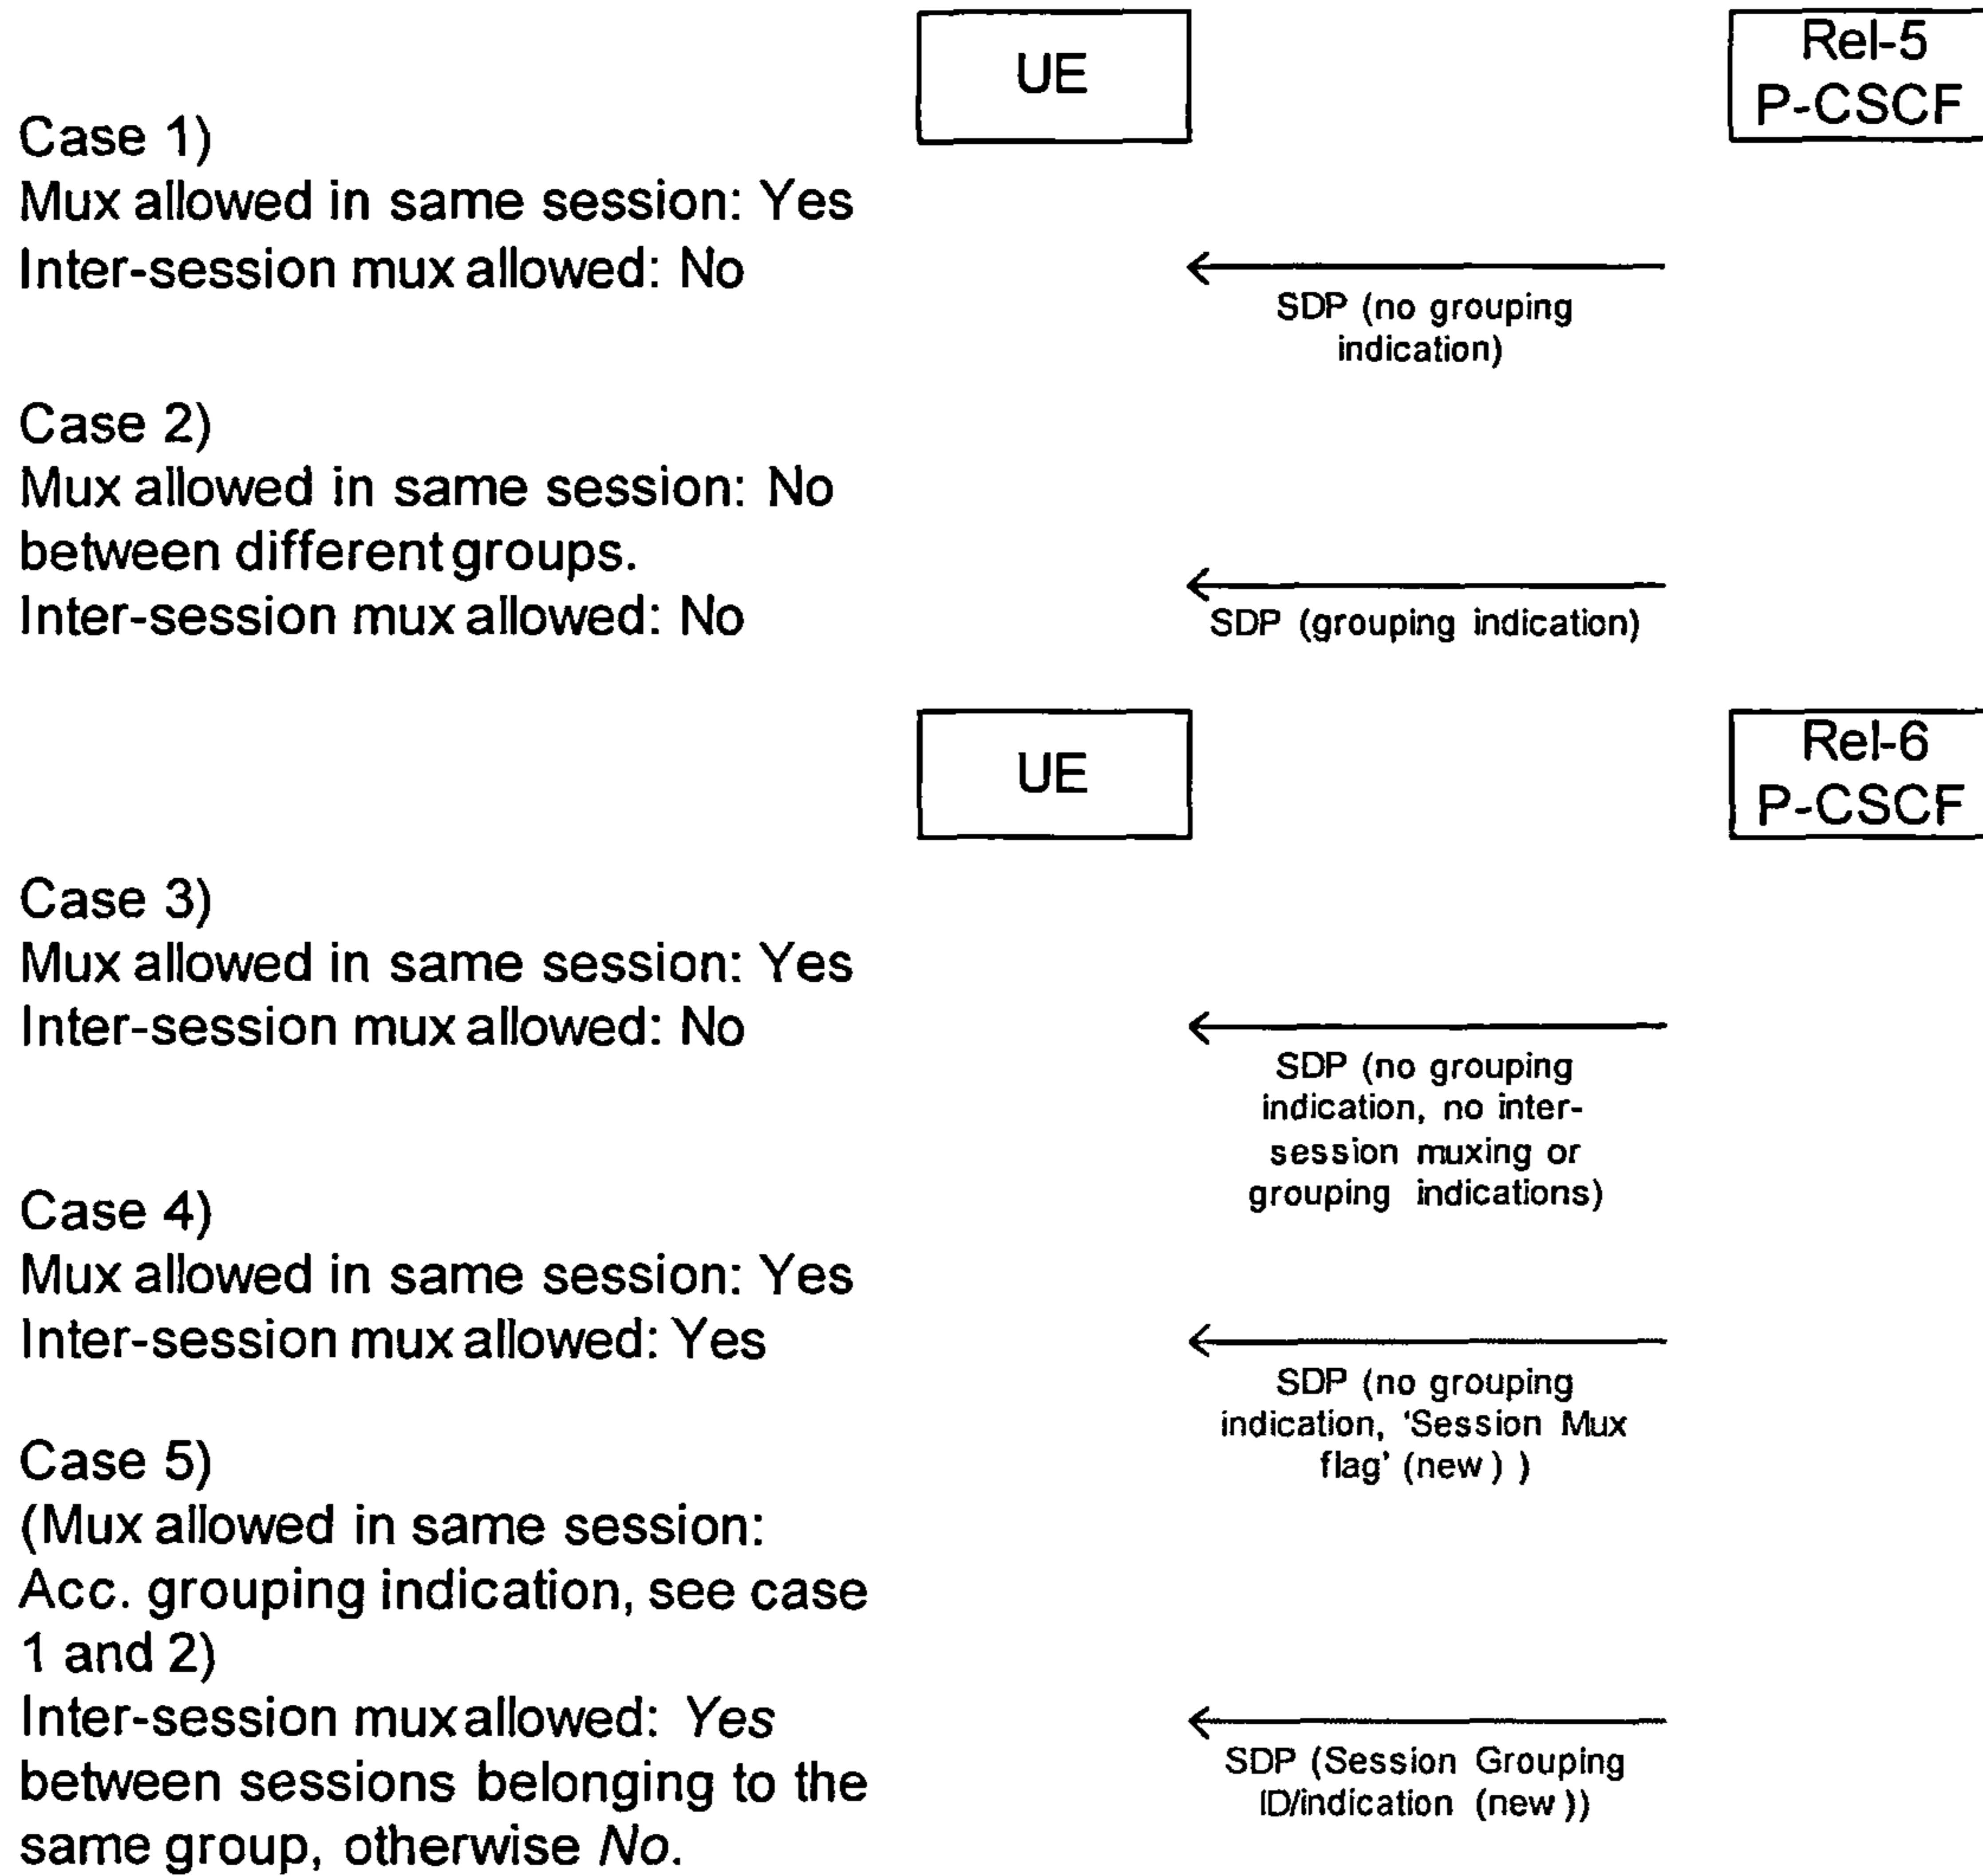 UE
Rel-5
P-CSCF
Case 1)
Mux allowed in same session: Yes
Inter-session mux allowed: No
SDP (no grouping
indication)
Case 2)
Mux allowed in same session: No
between different groups.
Inter-session mux allowed: No
SDP (grouping indication)
UE
Rel-6
P-CSCF
Case 3)
Mux allowed in same session: Yes
Inter-session mux allowed: No
SDP (no grouping
indication, no inter-
session muxing or
grouping indications)
Case 4)
Mux allowed in same session: Yes
Inter-session mux allowed: Yes
SDP (no grouping
indication, ‘Session Mux
flag’ (new) )
Case 5)
(Mux allowed in same session:
Acc. grouping indication, see case
1 and 2)
Inter-session mux allowed: Yes
between sessions belonging to the
same group, otherwise No.
SDP (Session Grouping
ID/indication (new))